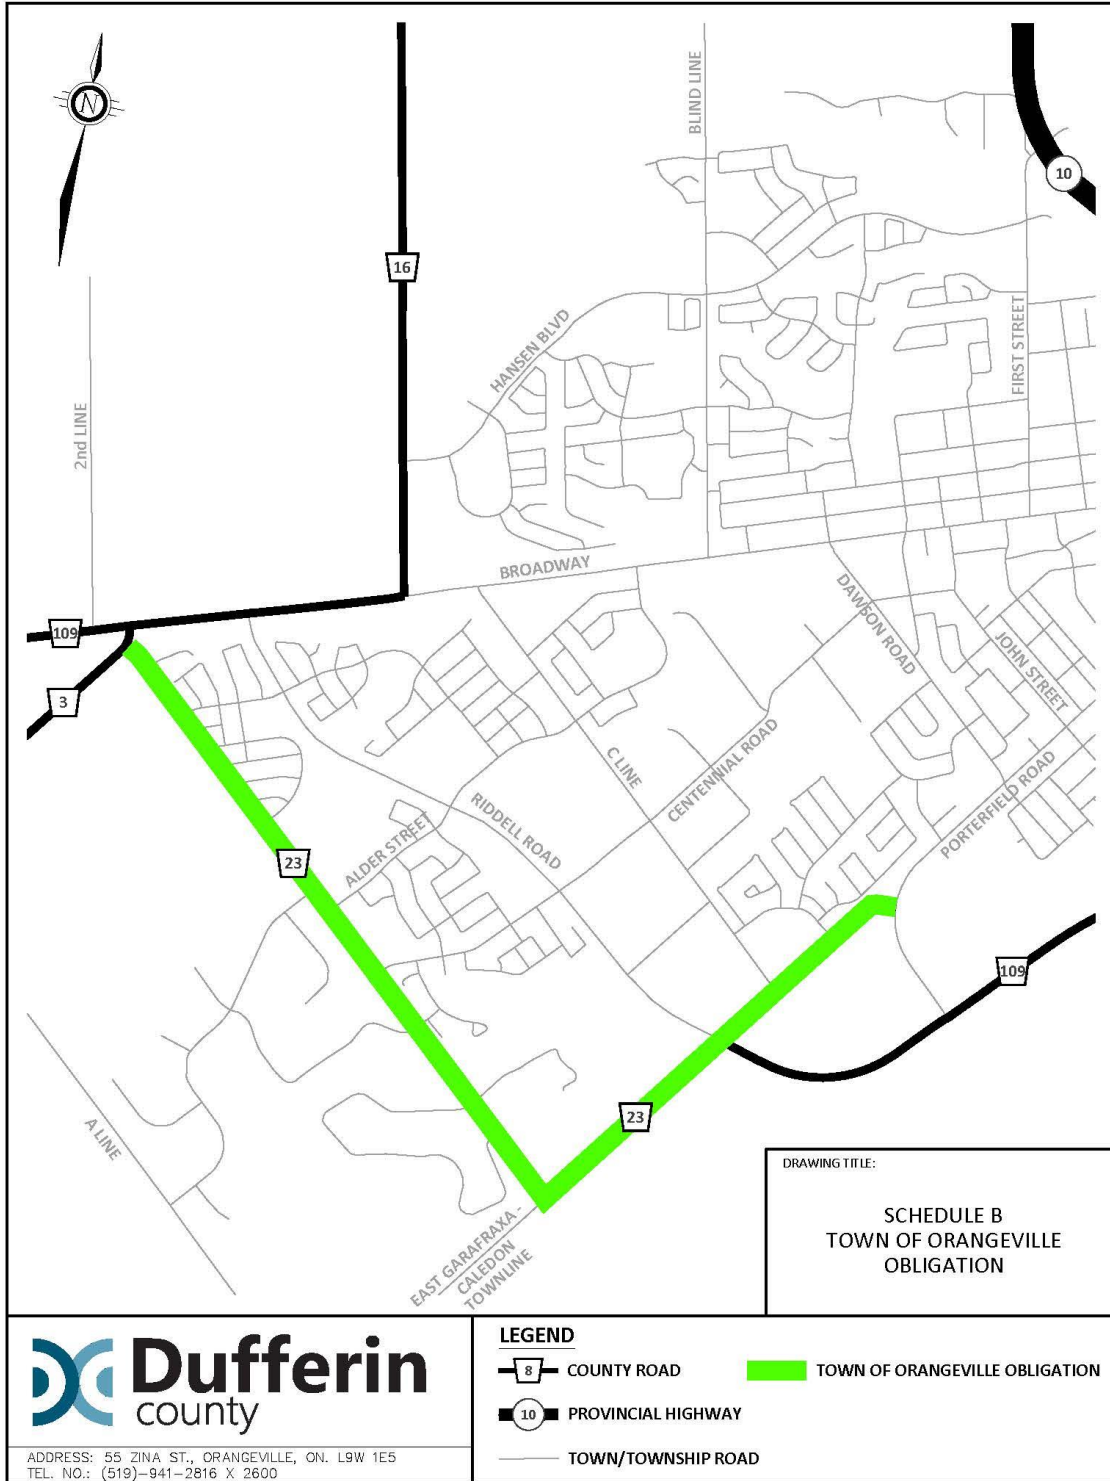 N
BLIND LINE
10
16
HANSEN BLVD
FIRST STREET
2nd LINE
BROADWAY
109
DAWSON ROAD
JOHN STREET
3
C LINE
CENTENNIAL ROAD
RIDDELL ROAD
PORTERFIELD ROAD
ALDER STREET
23
109
A LINE
23
EAST GARAFRAXA -
CALEDON
TOWNLINE
DRAWING TITLE:
SCHEDULE B
TOWN OF ORANGEVILLE
OBLIGATION
Dufferin
county
ADDRESS: 55 ZINA ST., ORANGEVILLE, ON. L9W 1E5
TEL. NO.: (519)-941-2816 X 2600
LEGEND
8 COUNTY ROAD
TOWN OF ORANGEVILLE OBLIGATION
10 PROVINCIAL HIGHWAY
TOWN/TOWNSHIP ROAD